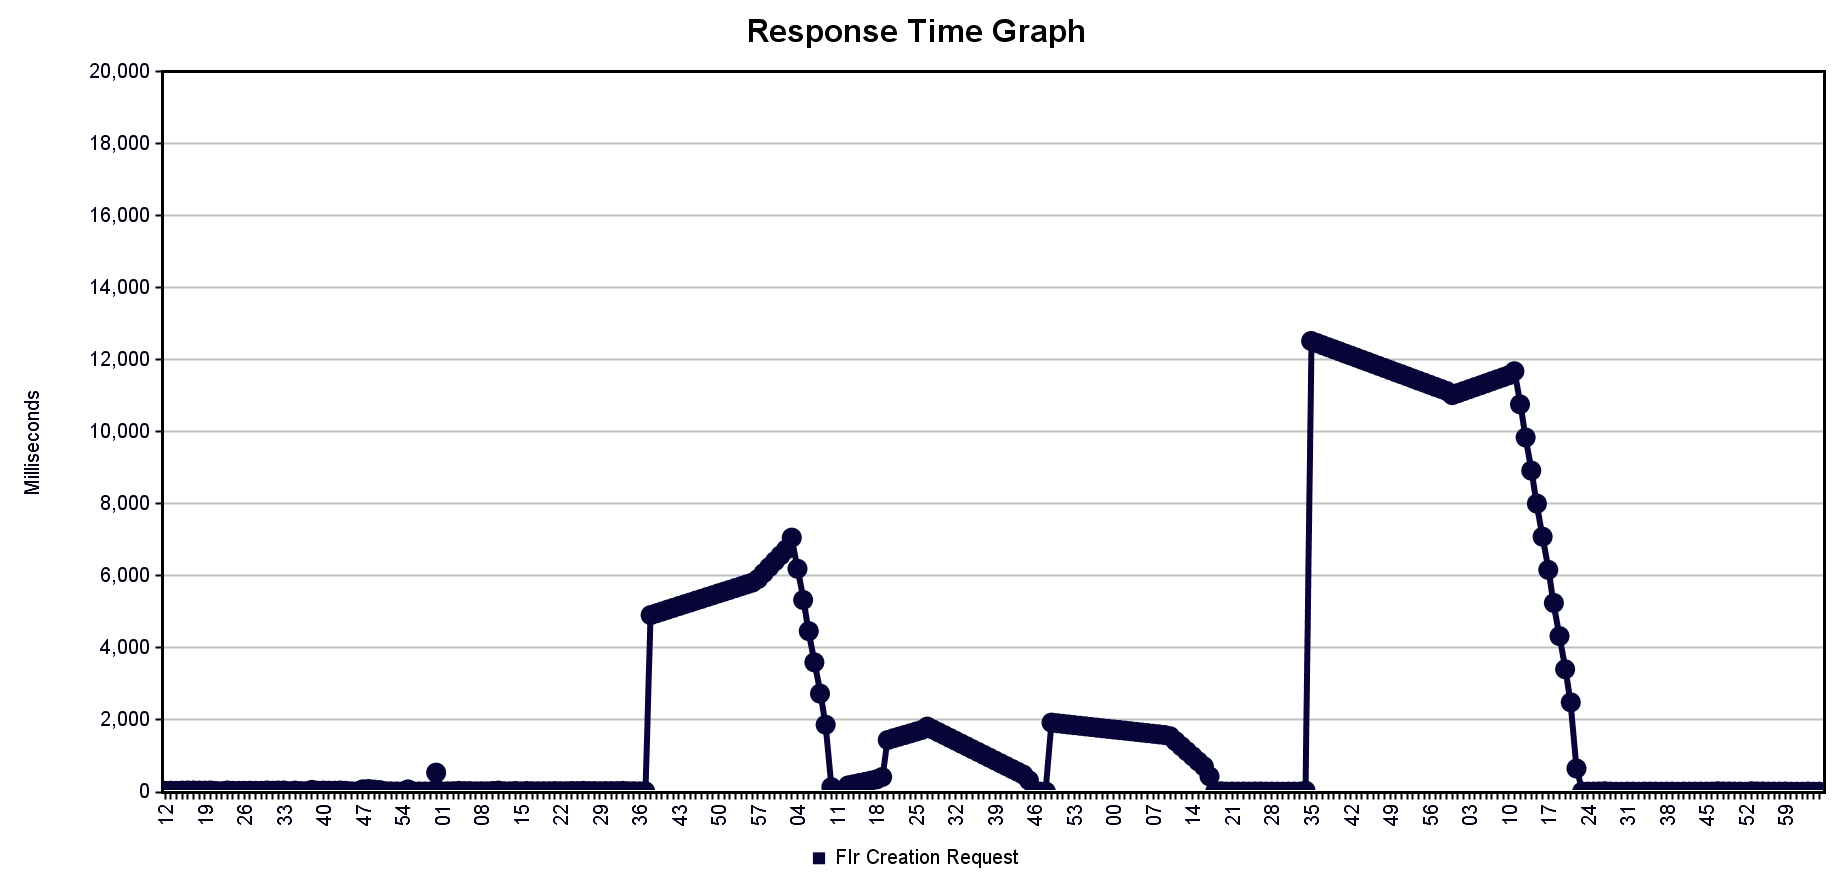 Response Time Graph
20,000
18,000
16,000
14,000
12,000
10,000
8,000
6,000
4,000
2,000
0
Milliseconds
12 19 26 33 40 47 54 01 08 15 22 29 36 43 50 57 04 11 18 25 32 39 46 53 00 07 14 21 28 35 42 49 56 03 10 17 24 31 38 45 52 59
FIr Creation Request